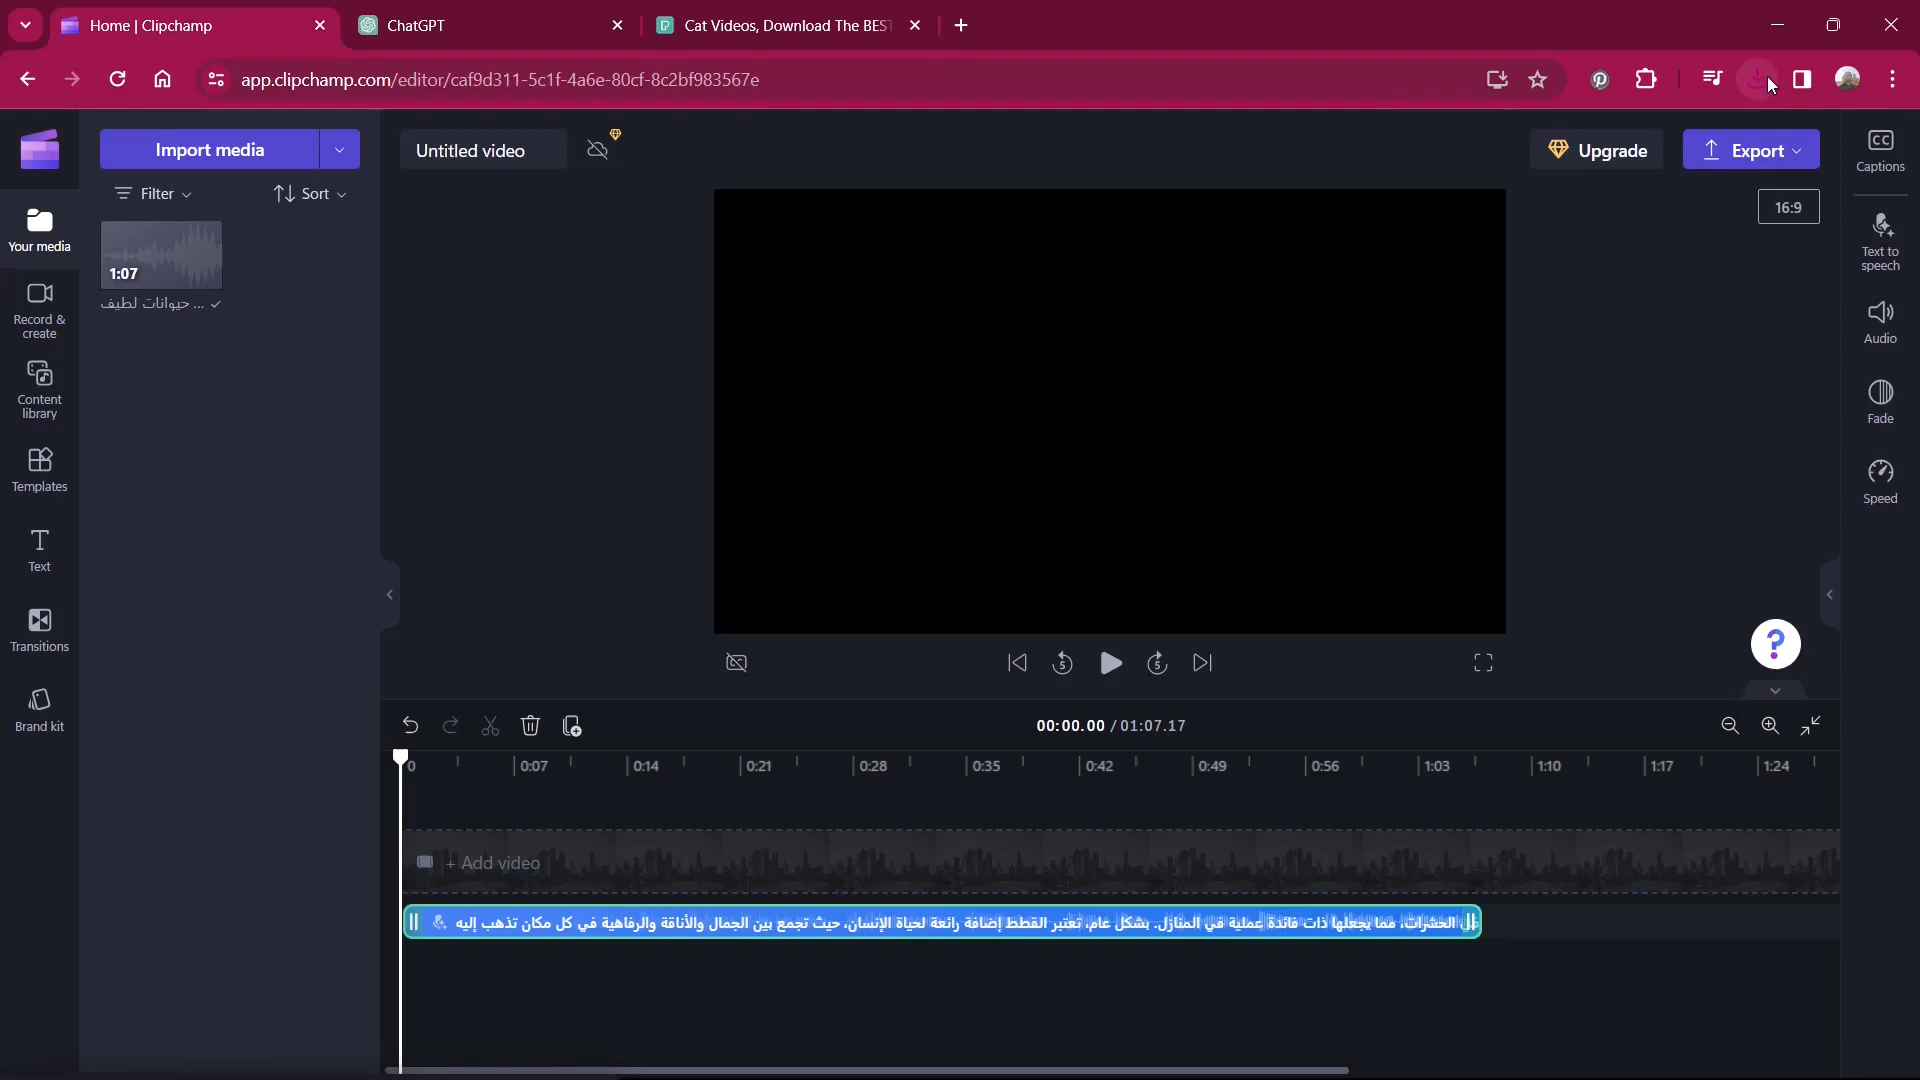 Home | Clipchamp
ChatGPT
Cat Videos, Download The BES
app.clipchamp.com/editor/caf9d311-5c1f-4a6e-80cf-8c2bf983567e
Import media
Untitled video
Upgrade
Export
Captions
Filter
Sort
16:9
Your media
1:07
حيوانات لطيف ...
Text to
speech
Record &
create
Audio
Content
library
Fade
Templates
Speed
Text
Transitions
Brand kit
CC
5
5
?
00:00.00 / 01:07.17
0
0:07
0:14
0:21
0:28
0:35
0:42
0:49
0:56
1:03
1:10
1:17
1:24
+ Add video
الحشرات، مما يجعلها ذات فائدة عملية في المنازل. بشكل عام، تعتبر القطط إضافة رائعة لحياة الإنسان، حيث تجمع بين الجمال والأناقة والرفاهية في كل مكان تذهب إليه